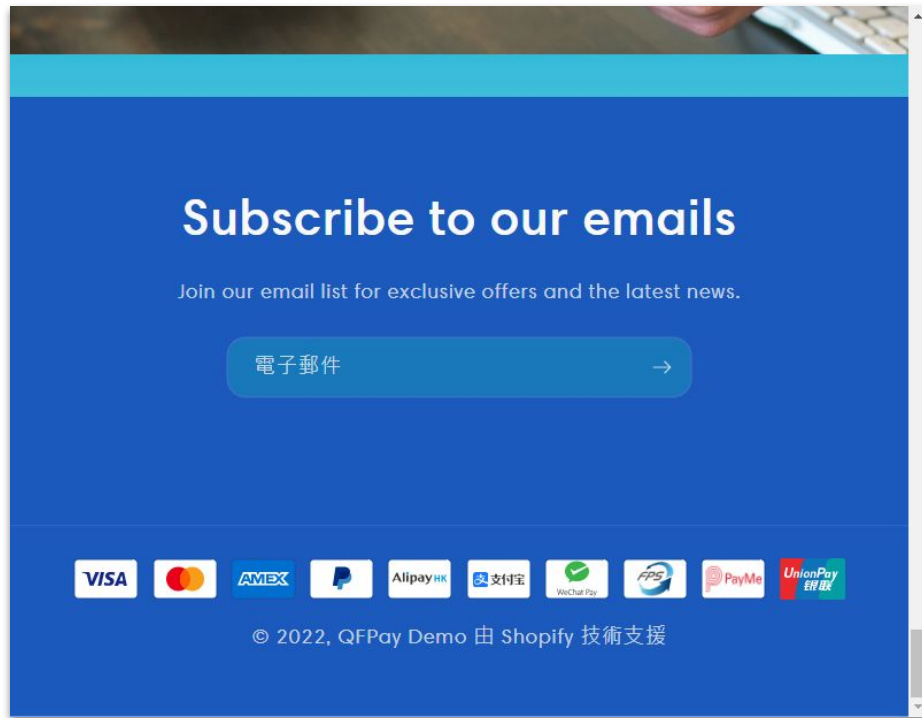 Subscribe to our emails
Join our email list for exclusive offers and the latest news.
電子郵件
VISA AMEX Alipay HK 支付宝 WeChat Pay FPS PayMe UnionPay 银联
© 2022, QFPay Demo 由 Shopify 技術支援